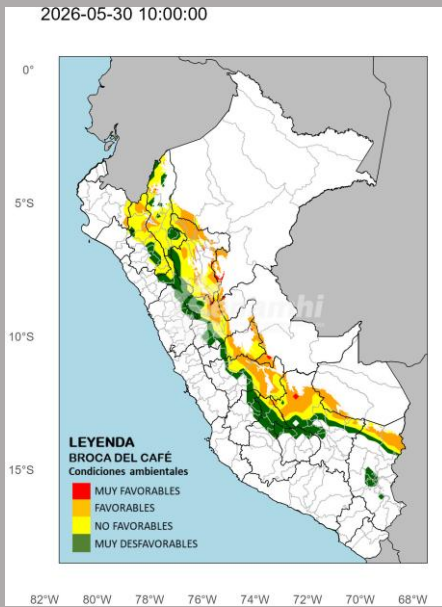 2026-05-30 10:00:00
0°
5°S
10°S
15°S
senamhi
LEYENDA
BROCA DEL CAFÉ
Condiciones ambientales
MUY FAVORABLES
FAVORABLES
NO FAVORABLES
MUY DESFAVORABLES
82°W 80°W 78°W 76°W 74°W 72°W 70°W 68°W